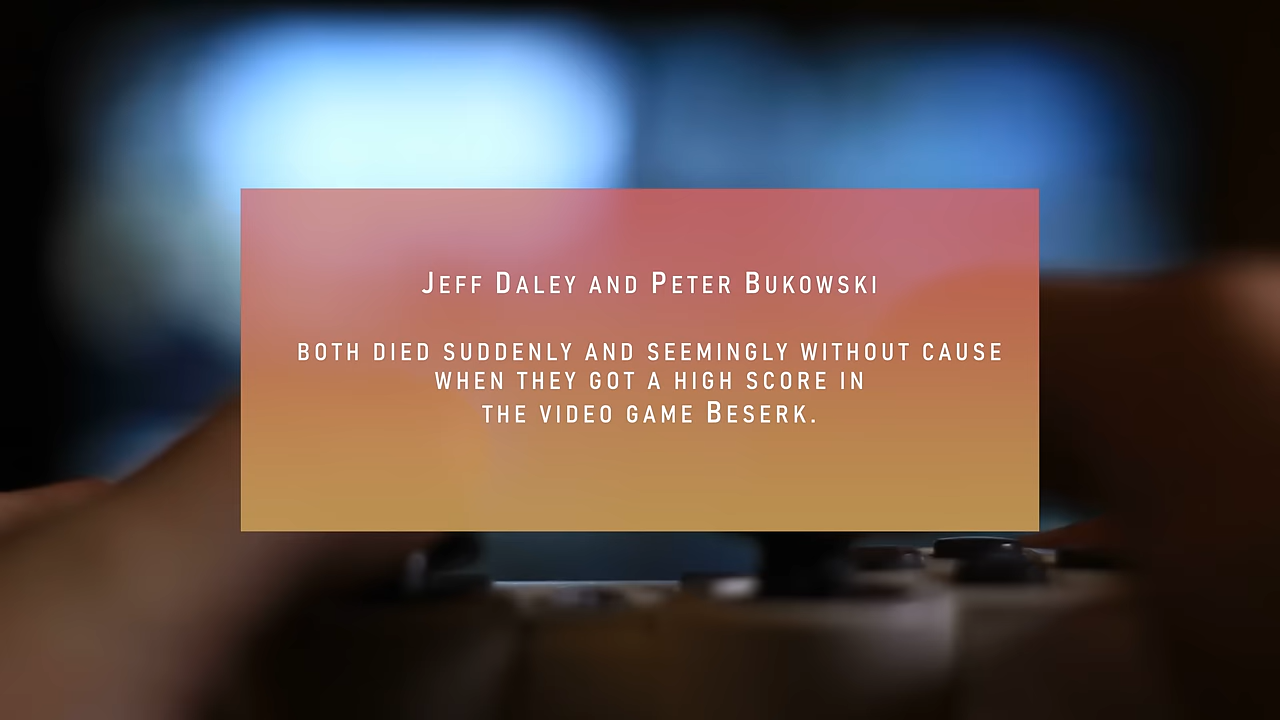 Jeff Daley and Peter Bukowski
both died suddenly and seemingly without cause
when they got a high score in
the video game Beserk.